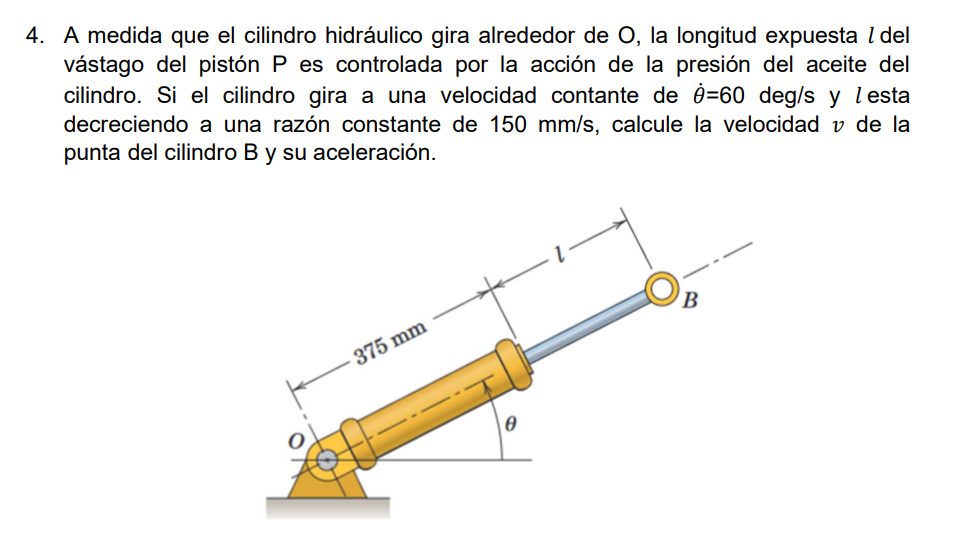 4. A medida que el cilindro hidráulico gira alrededor de O, la longitud expuesta l del
vástago del pistón P es controlada por la acción de la presión del aceite del
cilindro. Si el cilindro gira a una velocidad contante de θ̇=60 deg/s y l esta
decreciendo a una razón constante de 150 mm/s, calcule la velocidad v de la
punta del cilindro B y su aceleración.
l
375 mm
B
θ
O